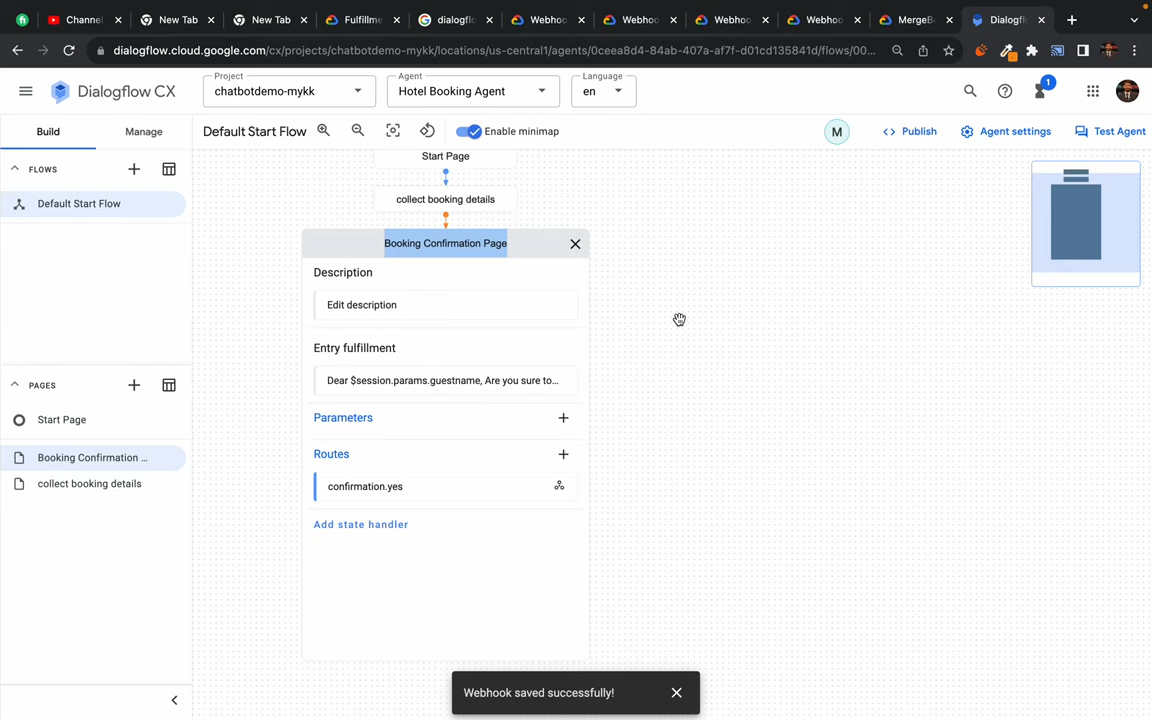 Channel
New Tab
New Tab
Fulfillme
dialogfl
Webhoo
Webhoo
Webhoo
Webhoo
MergeB
Dialogfl
dialogflow.cloud.google.com/cx/projects/chatbotdemo-mykk/locations/us-central1/agents/0ceea8d4-84ab-407a-af7f-d01cd135841d/flows/00...
Dialogflow CX
Project
chatbotdemo-mykk
Agent
Hotel Booking Agent
Language
en
1
Build
Manage
Default Start Flow
Enable minimap
M
Publish
Agent settings
Test Agent
FLOWS
Default Start Flow
PAGES
Start Page
Booking Confirmation ...
collect booking details
Start Page
collect booking details
Booking Confirmation Page
Description
Edit description
Entry fulfillment
Dear $session.params.guestname, Are you sure to...
Parameters
Routes
confirmation.yes
Add state handler
Webhook saved successfully!